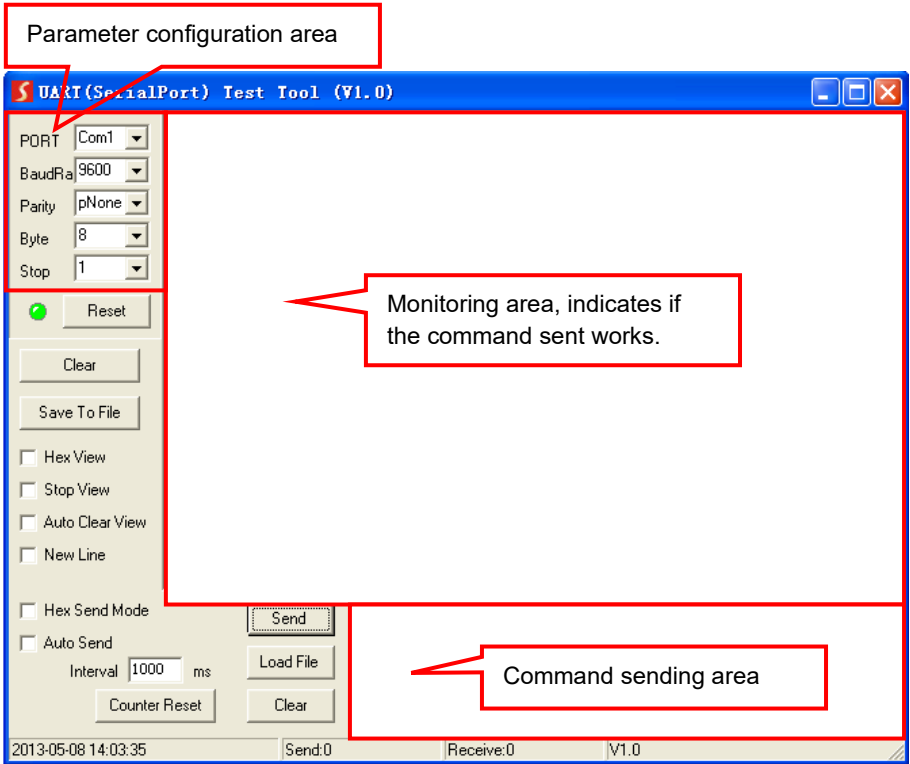 Parameter configuration area
UART(SerialPort) Test Tool (V1.0)
PORT Com1
BaudRa 9600
Parity pNone
Byte 8
Stop 1
Reset
Monitoring area, indicates if
the command sent works.
Clear
Save To File
Hex View
Stop View
Auto Clear View
New Line
Hex Send Mode
Send
Auto Send
Interval 1000 ms
Load File
Command sending area
Counter Reset
Clear
2013-05-08 14:03:35 Send:0 Receive:0 V1.0